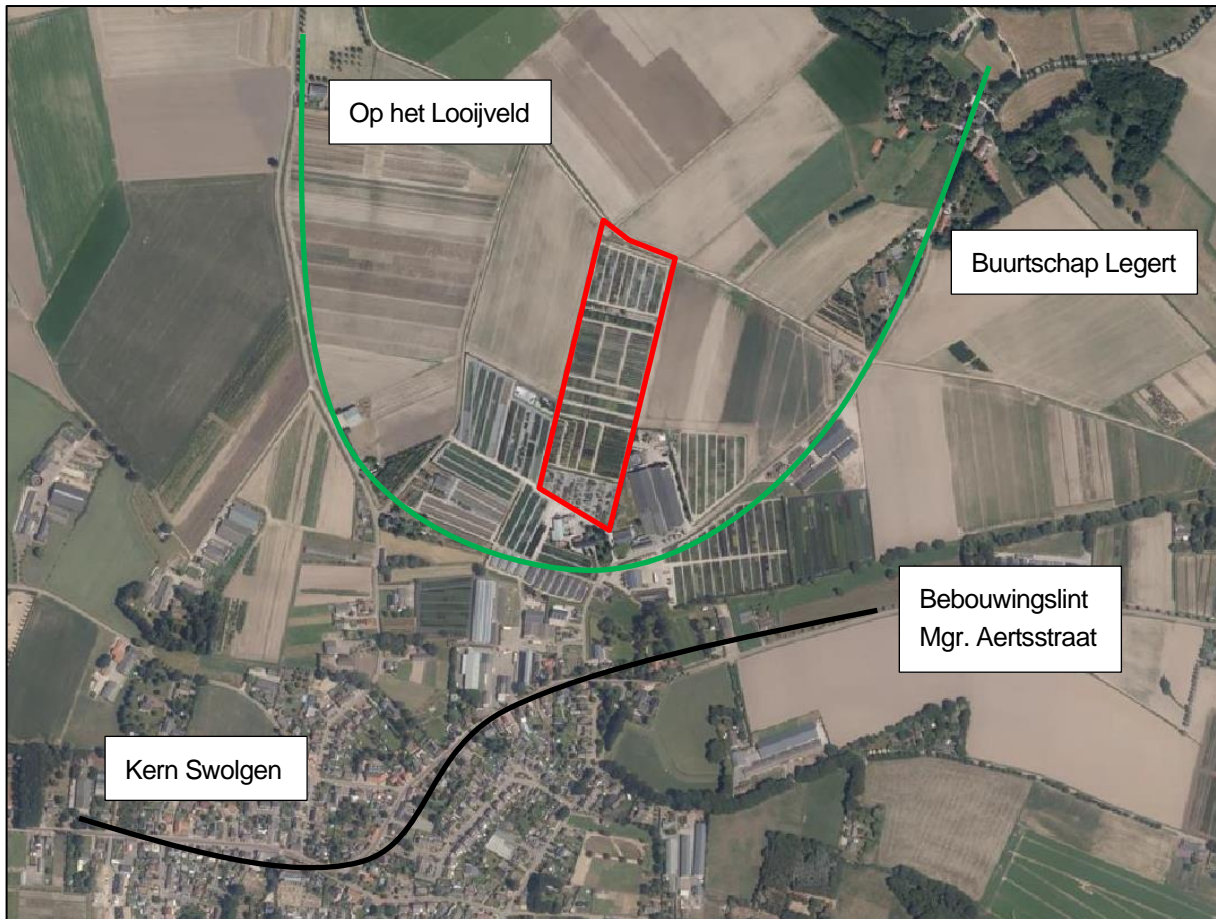 Op het Looijveld
Buurtschap Legert
Bebouwingslint
Mgr. Aertsstraat
Kern Swolgen